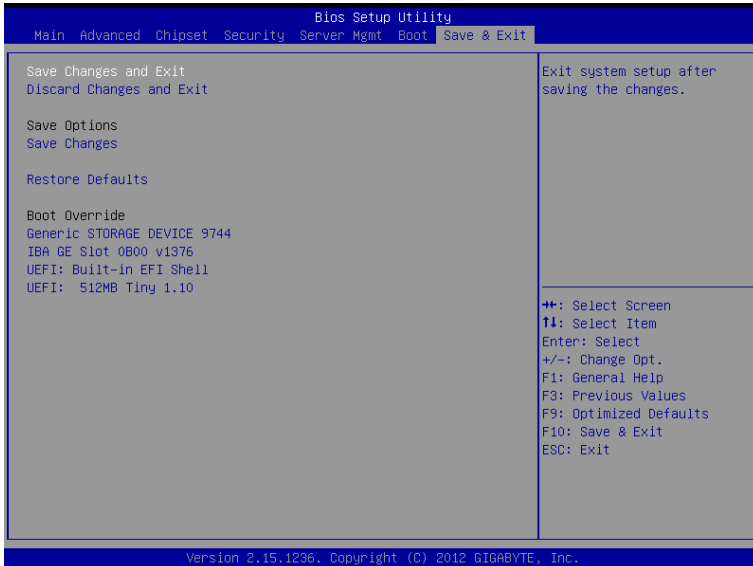 Bios Setup Utility
Main Advanced Chipset Security Server Mgmt Boot Save & Exit
Save Changes and Exit
Discard Changes and Exit
Save Options
Save Changes
Restore Defaults
Boot Override
Generic STORAGE DEVICE 9744
IBA GE Slot 0B00 v1376
UEFI: Built-in EFI Shell
UEFI: 512MB Tiny 1.10
Exit system setup after
saving the changes.
→←: Select Screen
↑↓: Select Item
Enter: Select
+/-: Change Opt.
F1: General Help
F3: Previous Values
F9: Optimized Defaults
F10: Save & Exit
ESC: Exit
Version 2.15.1236. Copyright (C) 2012 GIGABYTE, Inc.